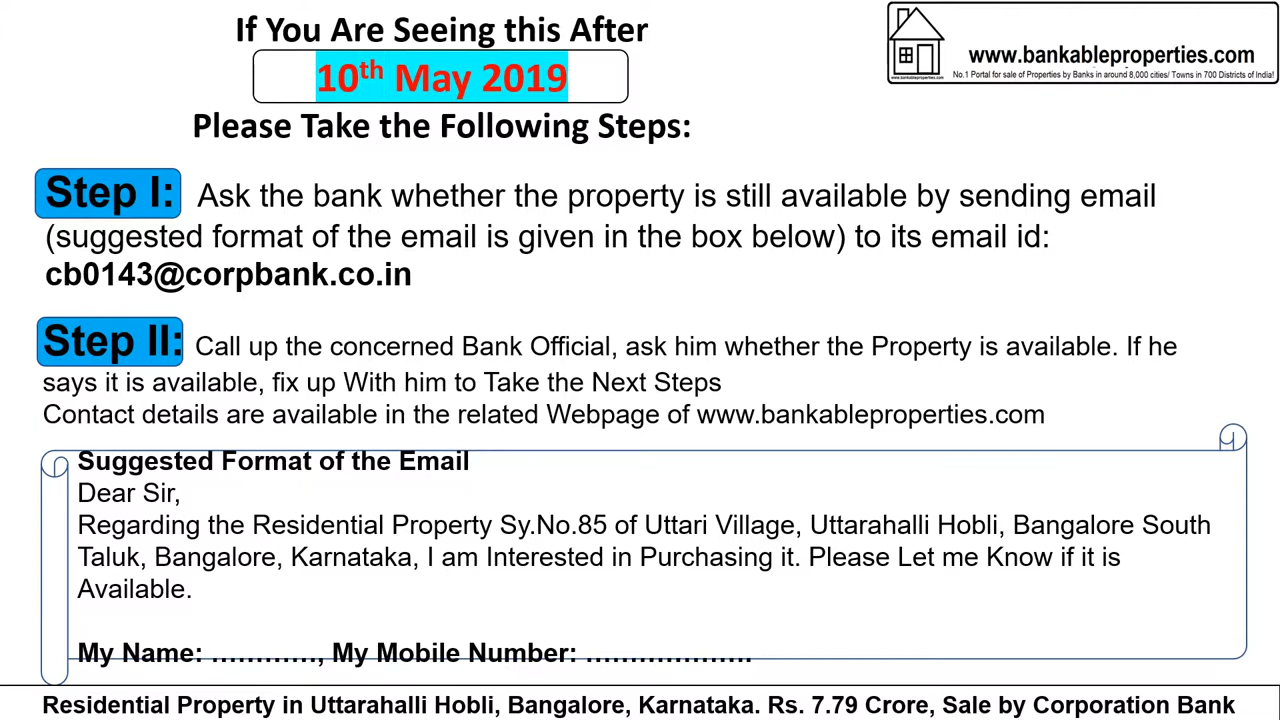 If You Are Seeing this After
www.bankableproperties.com
No.1 Portal for sale of Properties by Banks in around 8,000 cities/ Towns in 700 Districts of India!
www.bankableproperties.com
10th May 2019
Please Take the Following Steps:
Step I: Ask the bank whether the property is still available by sending email
(suggested format of the email is given in the box below) to its email id:
cb0143@corpbank.co.in
Step II: Call up the concerned Bank Official, ask him whether the Property is available. If he
says it is available, fix up With him to Take the Next Steps
Contact details are available in the related Webpage of www.bankableproperties.com
Suggested Format of the Email
Dear Sir,
Regarding the Residential Property Sy.No.85 of Uttari Village, Uttarahalli Hobli, Bangalore South
Taluk, Bangalore, Karnataka, I am Interested in Purchasing it. Please Let me Know if it is
Available.
My Name: …………, My Mobile Number: ……………….
Residential Property in Uttarahalli Hobli, Bangalore, Karnataka. Rs. 7.79 Crore, Sale by Corporation Bank